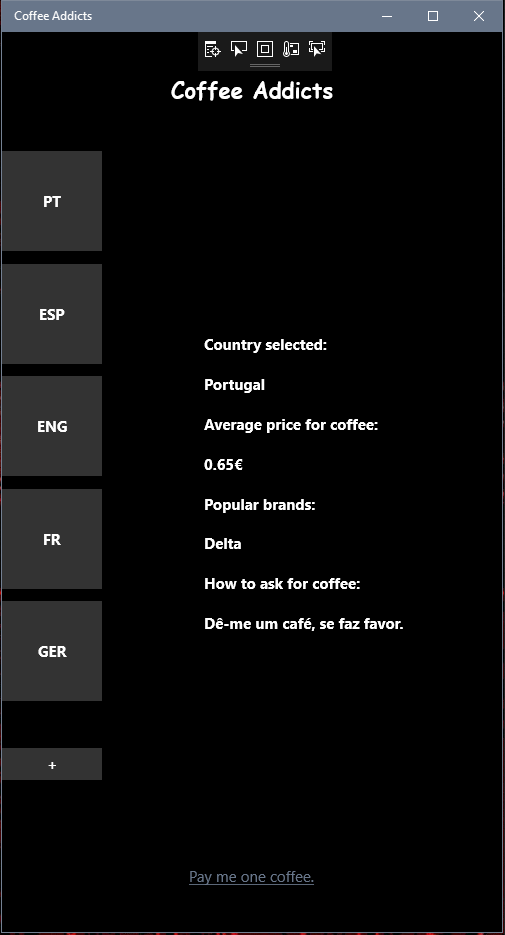 Coffee Addicts
Coffee Addicts
PT
ESP
ENG
FR
GER
+
Country selected:
Portugal
Average price for coffee:
0.65€
Popular brands:
Delta
How to ask for coffee:
Dê-me um café, se faz favor.
Pay me one coffee.